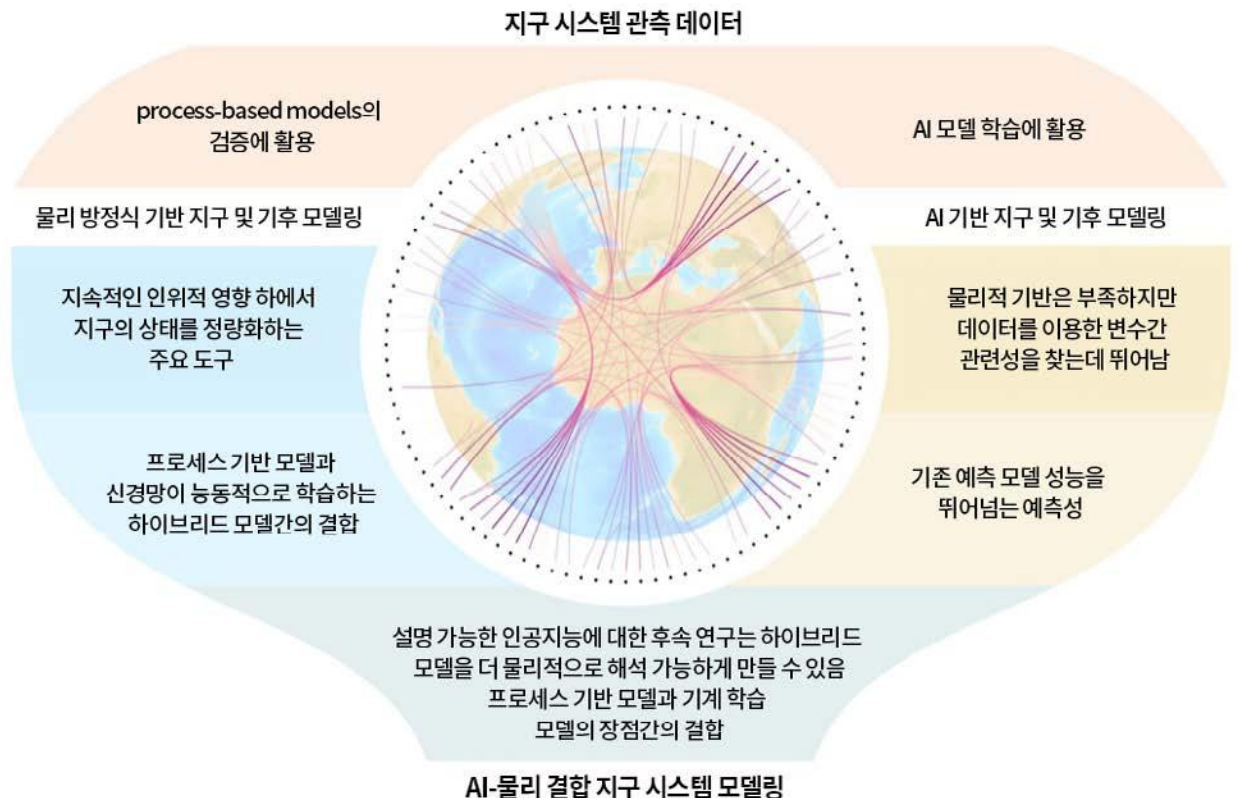 지구 시스템 관측 데이터
process-based models의
검증에 활용
AI 모델 학습에 활용
물리 방정식 기반 지구 및 기후 모델링
AI 기반 지구 및 기후 모델링
지속적인 인위적 영향 하에서
지구의 상태를 정량화하는
주요 도구
물리적 기반은 부족하지만
데이터를 이용한 변수간
관련성을 찾는데 뛰어남
프로세스 기반 모델과
신경망이 능동적으로 학습하는
하이브리드 모델간의 결합
기존 예측 모델 성능을
뛰어넘는 예측성
설명 가능한 인공지능에 대한 후속 연구는 하이브리드
모델을 더 물리적으로 해석 가능하게 만들 수 있음
프로세스 기반 모델과 기계 학습
모델의 장점간의 결합
AI-물리 결합 지구 시스템 모델링